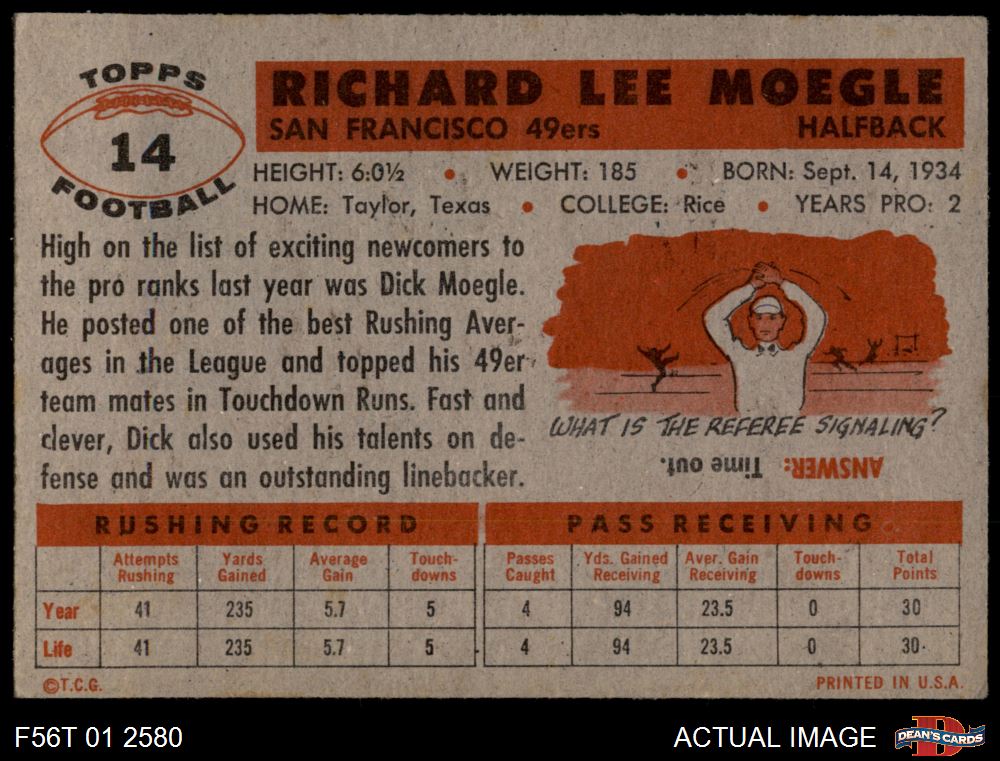 TOPPS
14
FOOTBALL
RICHARD LEE MOEGLE
SAN FRANCISCO 49ers HALFBACK
HEIGHT: 6:0½ • WEIGHT: 185 • BORN: Sept. 14, 1934
HOME: Taylor, Texas • COLLEGE: Rice • YEARS PRO: 2
High on the list of exciting newcomers to
the pro ranks last year was Dick Moegle.
He posted one of the best Rushing Aver-
ages in the League and topped his 49er
team mates in Touchdown Runs. Fast and
clever, Dick also used his talents on de-
fense and was an outstanding linebacker.
WHAT IS THE REFEREE SIGNALING?
ANSWER: Time out.
RUSHING RECORD
Attempts Rushing Yards Gained Average Gain Touch-downs
Year 41 235 5.7 5
Life 41 235 5.7 5
PASS RECEIVING
Passes Caught Yds. Gained Receiving Aver. Gain Receiving Touch-downs Total Points
4 94 23.5 0 30
4 94 23.5 0 30
©T.C.G. PRINTED IN U.S.A.
F56T 01 2580 ACTUAL IMAGE
D
DEAN'S CARDS